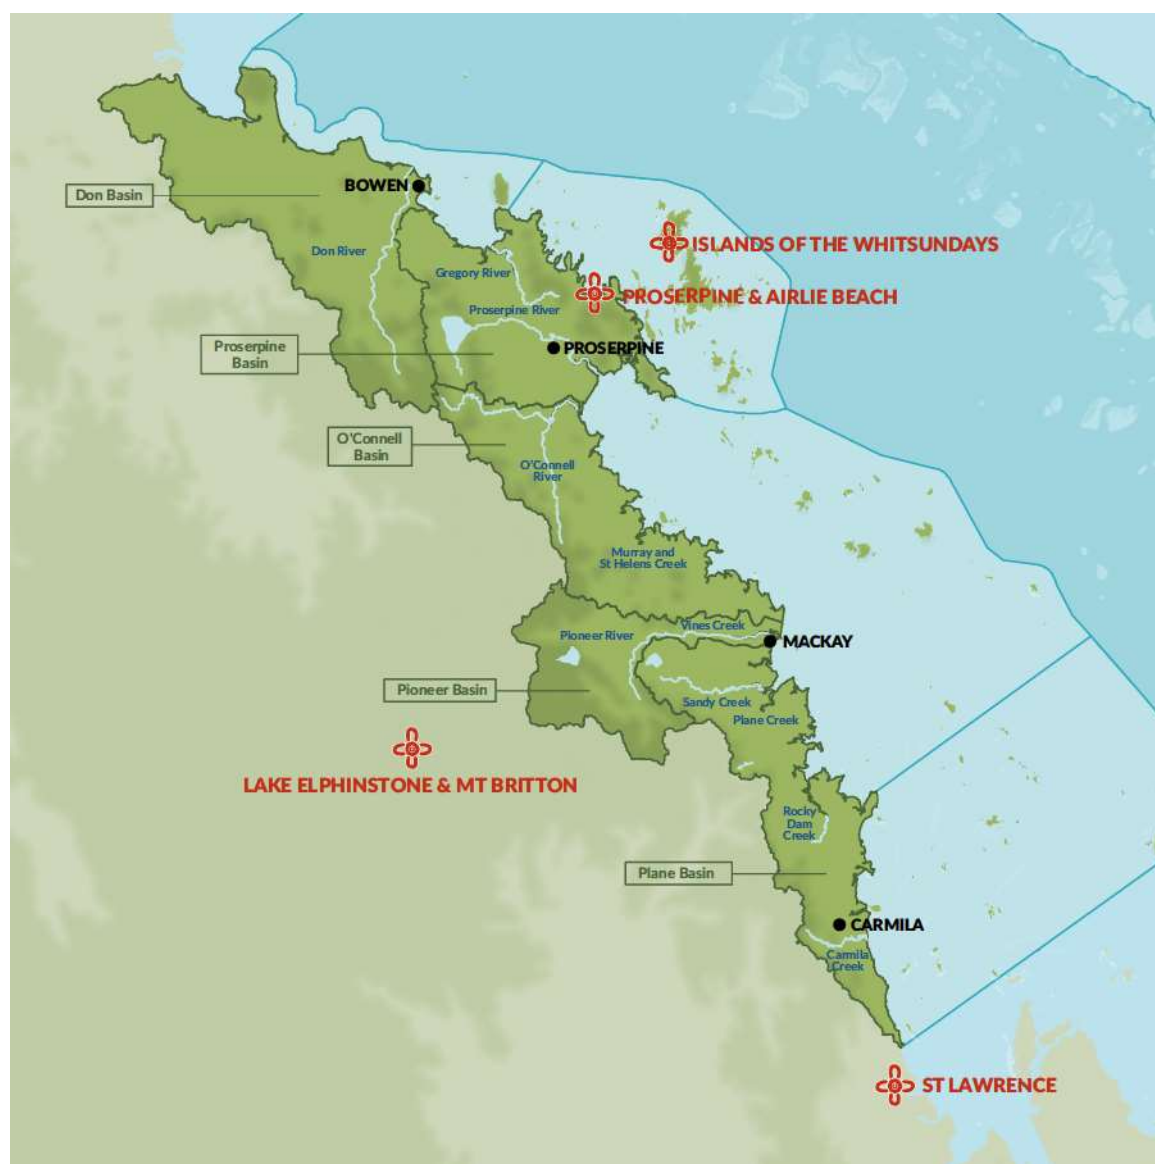 BOWEN
Don Basin
ISLANDS OF THE WHITSUNDAYS
Don River
Gregory River
PROSERPINE & AIRLIE BEACH
Proserpine River
Proserpine
Basin
PROSERPINE
O'Connell
Basin
O'Connell
River
Murray and
St Helens Creek
Vines Creek
Pioneer River
MACKAY
Pioneer Basin
Sandy Creek
Plane Creek
LAKE ELPHINSTONE & MT BRITTON
Rocky
Dam
Creek
Plane Basin
CARMILA
Carmila
Creek
ST LAWRENCE